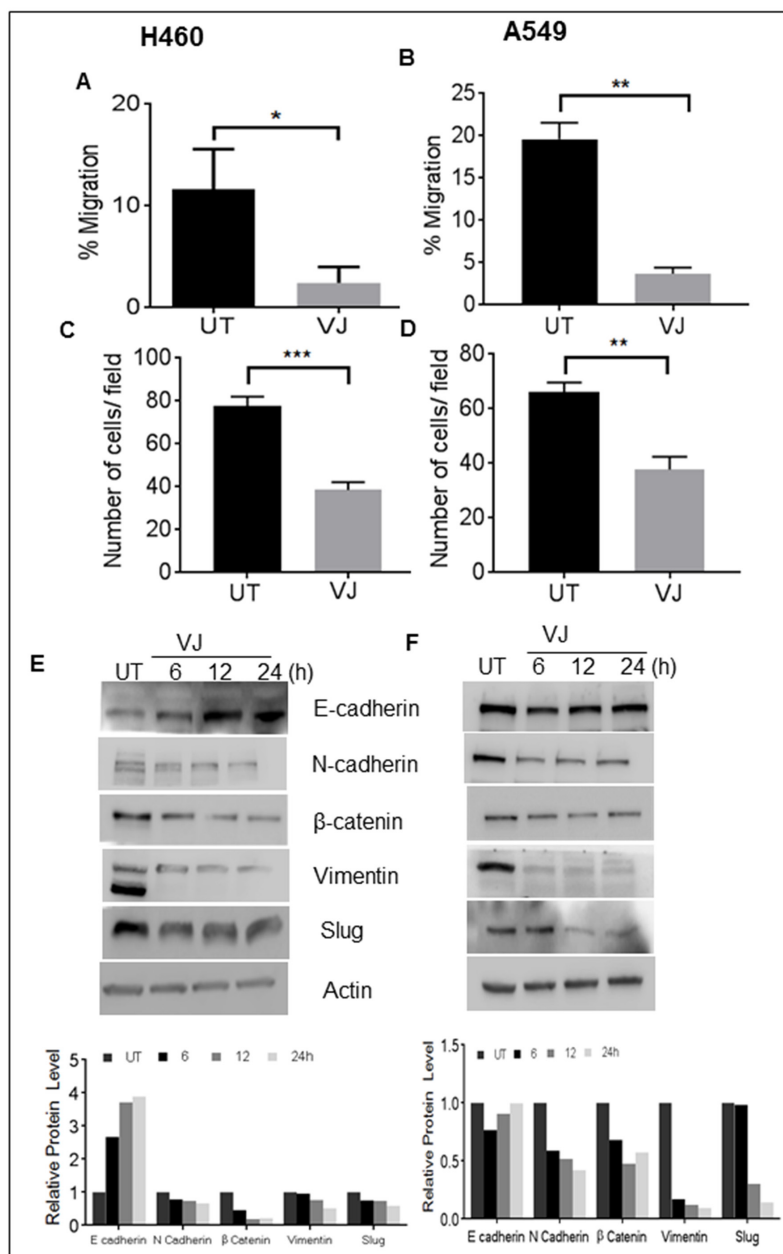 H460
A549
A
B
% Migration
20
10
0
*
UT
VJ
% Migration
25
20
15
10
5
0
**
UT
VJ
C
D
Number of cells/ field
100
80
60
40
20
0
***
UT
VJ
Number of cells/ field
80
60
40
20
0
**
UT
VJ
E
VJ
UT 6 12 24 (h)
F
VJ
UT 6 12 24 (h)
E-cadherin
N-cadherin
β-catenin
Vimentin
Slug
Actin
Relative Protein Level
UT 6 12 24h
5
4
3
2
1
0
E cadherin N Cadherin β Catenin Vimentin Slug
Relative Protein Level
UT 6 12 24h
1.5
1.0
0.5
0.0
E cadherin N Cadherin β Catenin Vimentin Slug